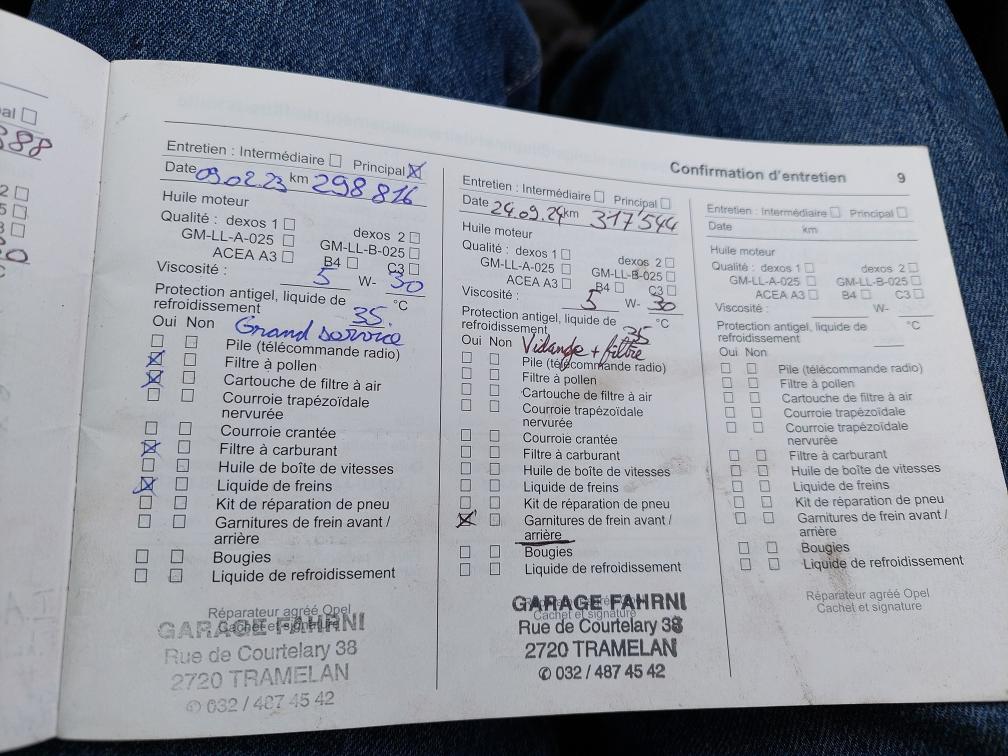 al
388
2
5
0
C
Confirmation d'entretien 9
Entretien : Intermédiaire Principal
Date 09.02.23 km 298816
Huile moteur
Qualité : dexos 1 dexos 2
GM-LL-A-025 GM-LL-B-025
ACEA A3 B4 C3
Viscosité : 5 W- 30
Protection antigel, liquide de
refroidissement 35. °C
Oui Non Grand service
Pile (télécommande radio)
Filtre à pollen
Cartouche de filtre à air
Courroie trapézoïdale
nervurée
Courroie crantée
Filtre à carburant
Huile de boîte de vitesses
Liquide de freins
Kit de réparation de pneu
Garnitures de frein avant /
arrière
Bougies
Liquide de refroidissement
Réparateur agréé Opel
Cachet et signature
GARAGE FAHRNI
Rue de Courtelary 38
2720 TRAMELAN
✆ 032 / 487 45 42
Entretien : Intermédiaire Principal
Date 24.09.24 km 317'544
Huile moteur
Qualité : dexos 1 dexos 2
GM-LL-A-025 GM-LL-B-025
ACEA A3 B4 C3
Viscosité : 5 W- 30
Protection antigel, liquide de
refroidissement 35 °C
Oui Non Vidange + filtre
Pile (télécommande radio)
Filtre à pollen
Cartouche de filtre à air
Courroie trapézoïdale
nervurée
Courroie crantée
Filtre à carburant
Huile de boîte de vitesses
Liquide de freins
Kit de réparation de pneu
Garnitures de frein avant /
arrière
Bougies
Liquide de refroidissement
Réparateur agréé Opel
Cachet et signature
GARAGE FAHRNI
Rue de Courtelary 38
2720 TRAMELAN
✆ 032 / 487 45 42
Entretien : Intermédiaire Principal
Date km
Huile moteur
Qualité : dexos 1 dexos 2
GM-LL-A-025 GM-LL-B-025
ACEA A3 B4 C3
Viscosité : W-
Protection antigel, liquide de
refroidissement °C
Oui Non
Pile (télécommande radio)
Filtre à pollen
Cartouche de filtre à air
Courroie trapézoïdale
Courroie trapézoïdale
nervurée
Filtre à carburant
Huile de boîte de vitesses
Liquide de freins
Kit de réparation de pneu
Garnitures de frein avant /
arrière
Bougies
Liquide de refroidissement
Réparateur agréé Opel
Cachet et signature